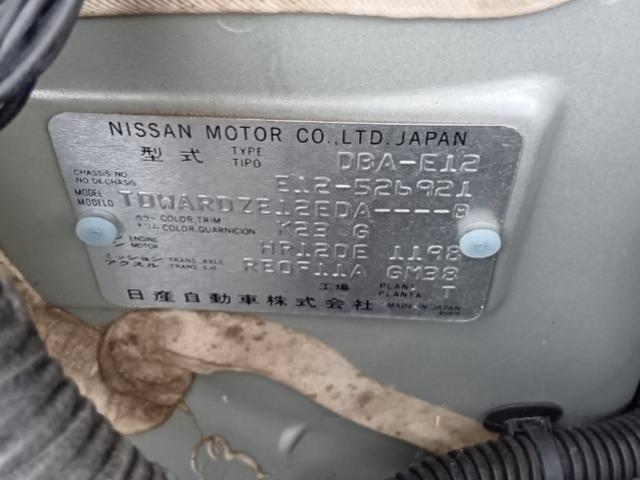 NISSAN MOTOR CO., LTD. JAPAN
型式 TYPE TIPO DBA-E12
CHASSIS NO. NO. DE CHASIS E12-526921
MODEL MODELO TDWARDZE12EDA----B
カラー COLOR, TRIM トリム COLOR, GUARNICION K23 G
エンジン ENGINE MOTOR HR12DE 1198
ミッション アクスル TRANS. AXLE TRANS. EJE RE0F11A GM38
工場 PLANT PLANTA T
日産自動車株式会社 MADE IN JAPAN